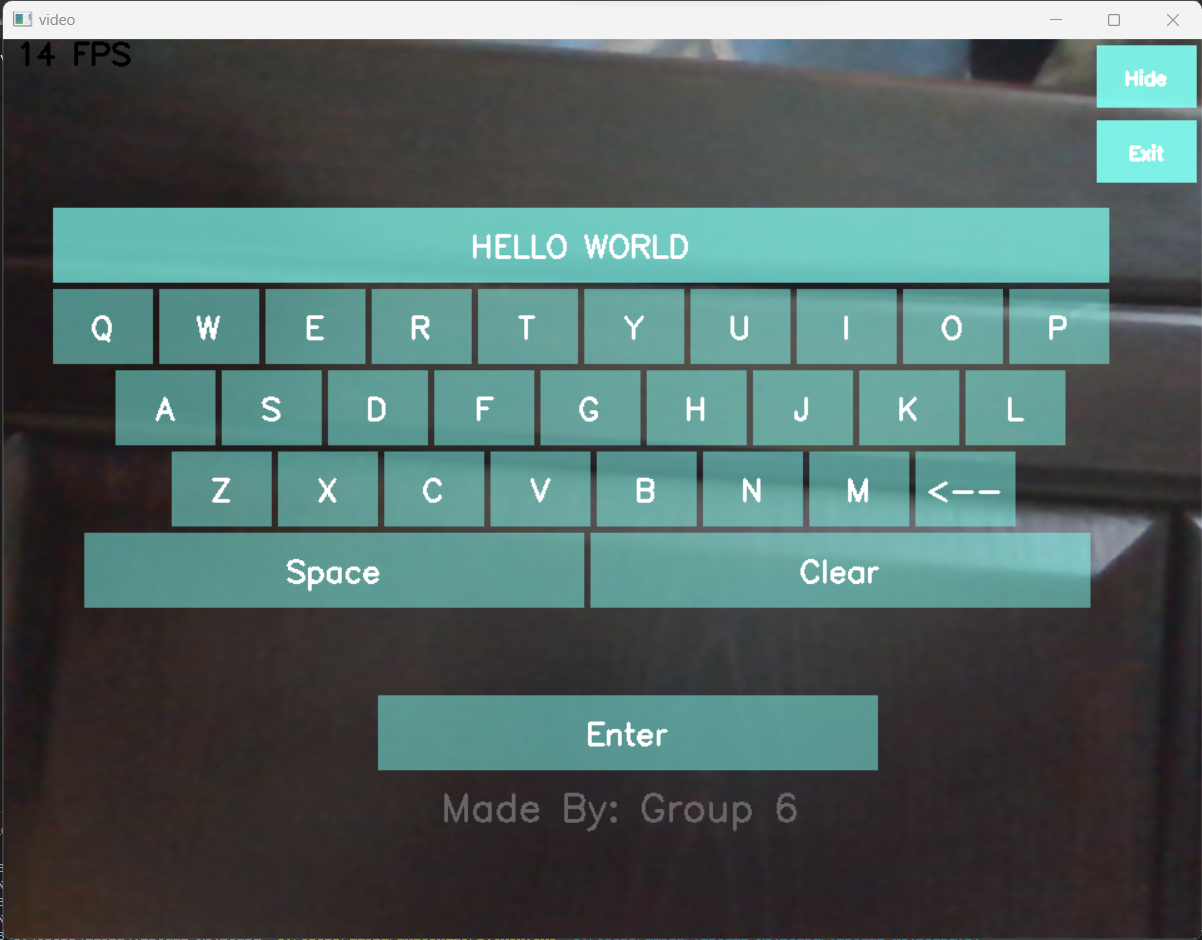 video
14 FPS
Hide
Exit
HELLO WORLD
Q W E R T Y U I O P
A S D F G H J K L
Z X C V B N M <--
Space Clear
Enter
Made By: Group 6